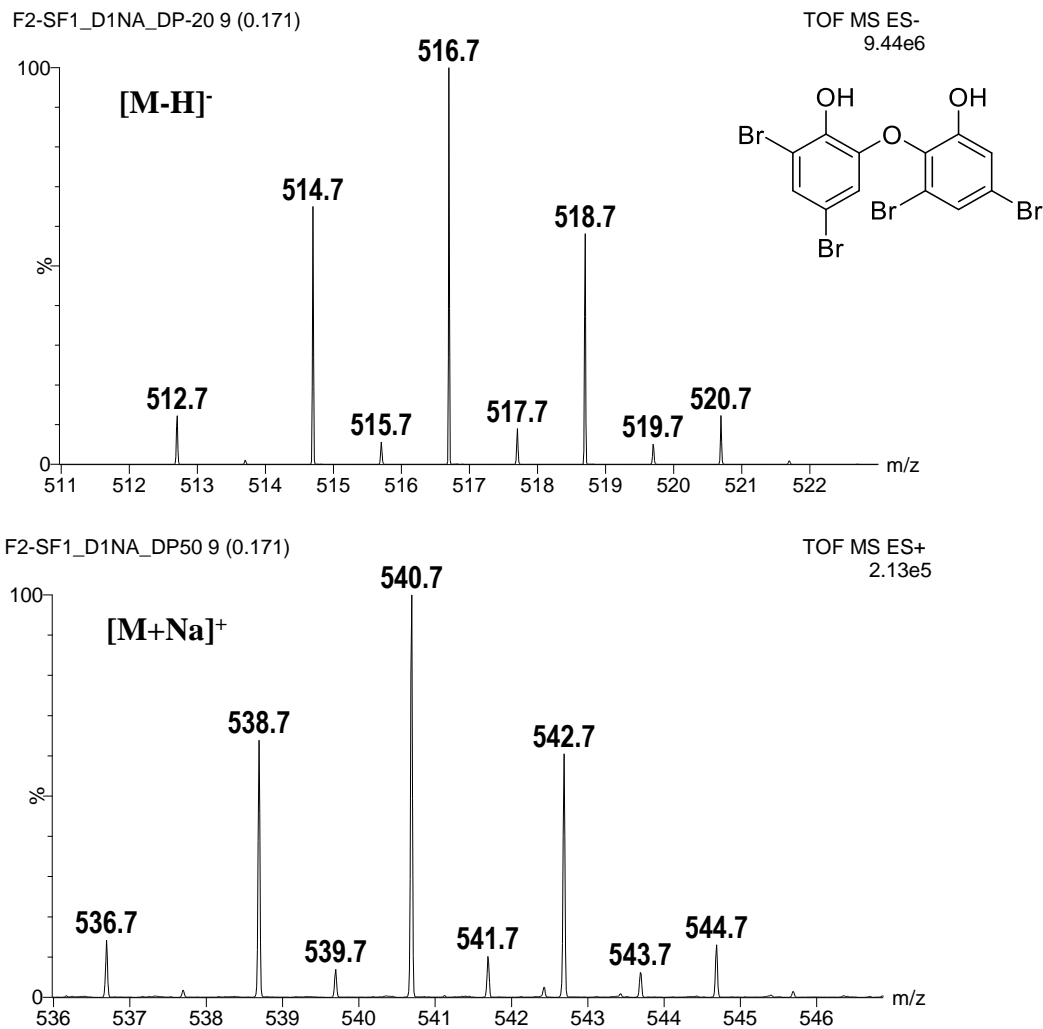 F2-SF1_D1NA_DP-20 9 (0.171)
TOF MS ES-
9.44e6
516.7
100
[M-H]-
OH
OH
Br
O
514.7
518.7
Br
Br
Br
%
512.7
515.7
517.7
519.7
520.7
0
m/z
511 512 513 514 515 516 517 518 519 520 521 522
F2-SF1_D1NA_DP50 9 (0.171)
TOF MS ES+
2.13e5
540.7
100
[M+Na]+
538.7
542.7
%
536.7
539.7
541.7
543.7
544.7
0
m/z
536 537 538 539 540 541 542 543 544 545 546